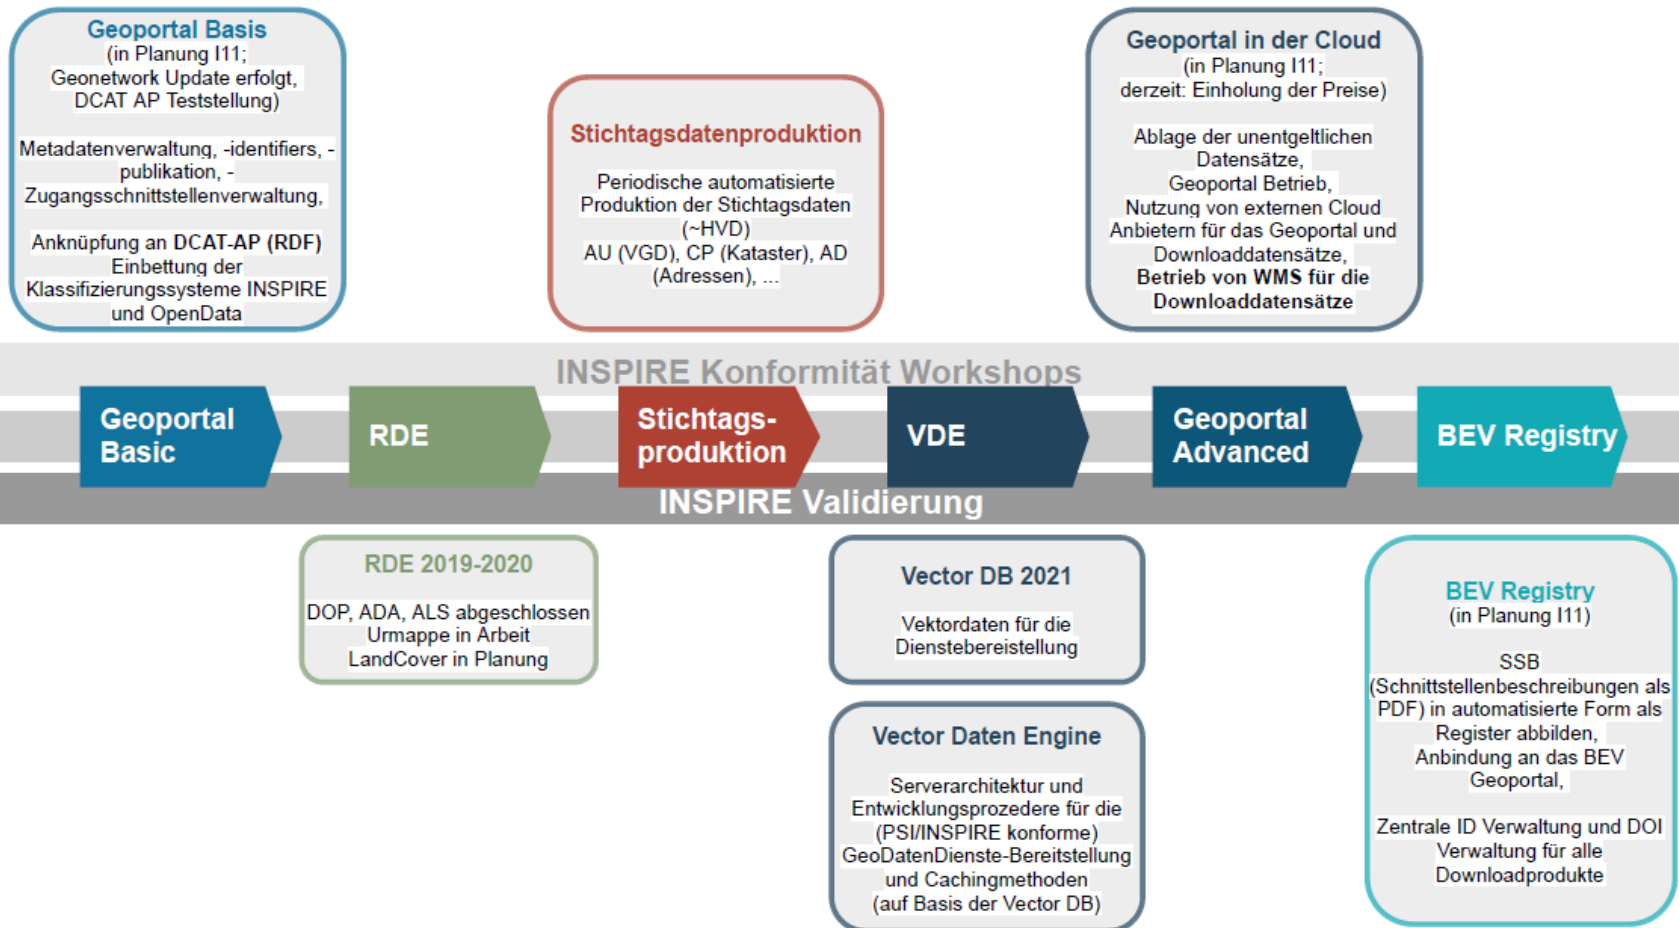 Geoportal Basis
(in Planung I11;
Geonetwork Update erfolgt,
DCAT AP Teststellung)
Metadatenverwaltung, -identifiers, -
publikation, -
Zugangsschnittstellenverwaltung,
Anknüpfung an DCAT-AP (RDF)
Einbettung der
Klassifizierungssysteme INSPIRE
und OpenData
Stichtagsdatenproduktion
Periodische automatisierte
Produktion der Stichtagsdaten
(~HVD)
AU (VGD), CP (Kataster), AD
(Adressen), ...
Geoportal in der Cloud
(in Planung I11;
derzeit: Einholung der Preise)
Ablage der unentgeltlichen
Datensätze,
Geoportal Betrieb,
Nutzung von externen Cloud
Anbietern für das Geoportal und
Downloaddatensätze,
Betrieb von WMS für die
Downloaddatensätze
INSPIRE Konformität Workshops
Geoportal
Basic
RDE
Stichtags-
produktion
VDE
Geoportal
Advanced
BEV Registry
INSPIRE Validierung
RDE 2019-2020
DOP, ADA, ALS abgeschlossen
Urmappe in Arbeit
LandCover in Planung
Vector DB 2021
Vektordaten für die
Dienstebereistellung
Vector Daten Engine
Serverarchitektur und
Entwicklungsprozedere für die
(PSI/INSPIRE konforme)
GeoDatenDienste-Bereitstellung
und Cachingmethoden
(auf Basis der Vector DB)
BEV Registry
(in Planung I11)
SSB
(Schnittstellenbeschreibungen als
PDF) in automatisierte Form als
Register abbilden,
Anbindung an das BEV
Geoportal,
Zentrale ID Verwaltung und DOI
Verwaltung für alle
Downloadprodukte